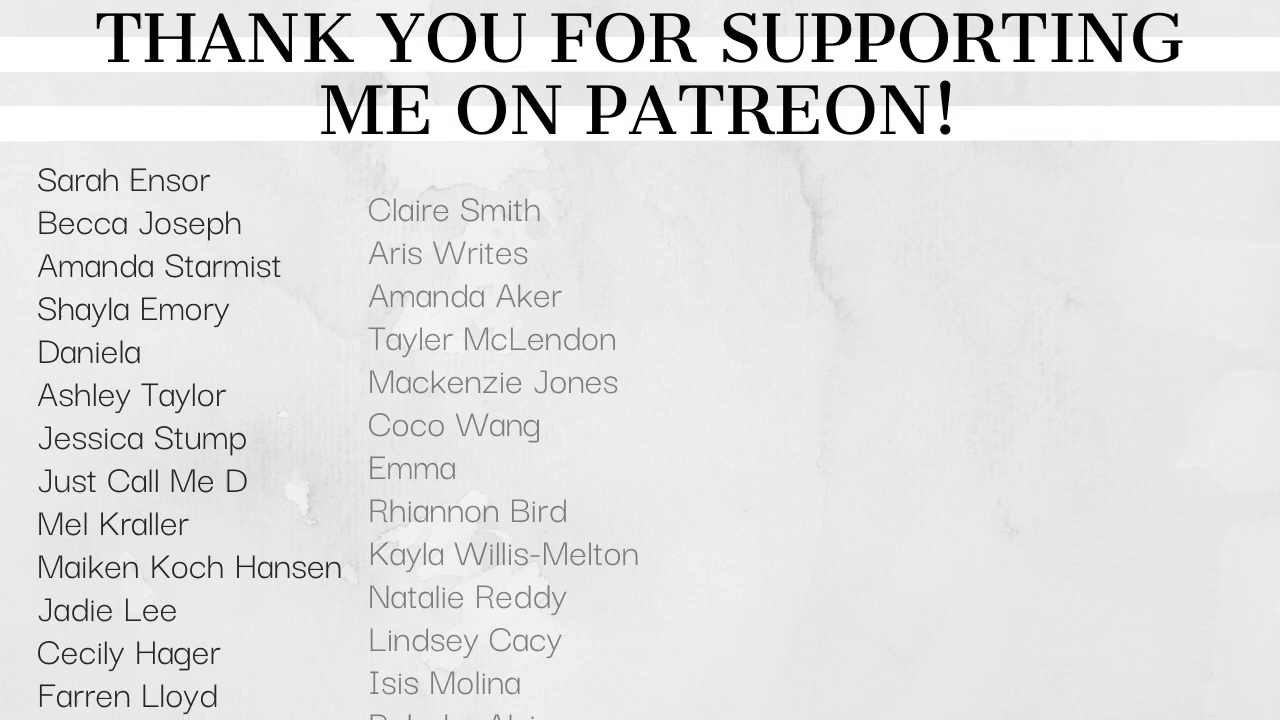 THANK YOU FOR SUPPORTING
ME ON PATREON!
Sarah Ensor
Becca Joseph
Amanda Starmist
Shayla Emory
Daniela
Ashley Taylor
Jessica Stump
Just Call Me D
Mel Kraller
Maiken Koch Hansen
Jadie Lee
Cecily Hager
Farren Lloyd
Claire Smith
Aris Writes
Amanda Aker
Tayler McLendon
Mackenzie Jones
Coco Wang
Emma
Rhiannon Bird
Kayla Willis-Melton
Natalie Reddy
Lindsey Cacy
Isis Molina